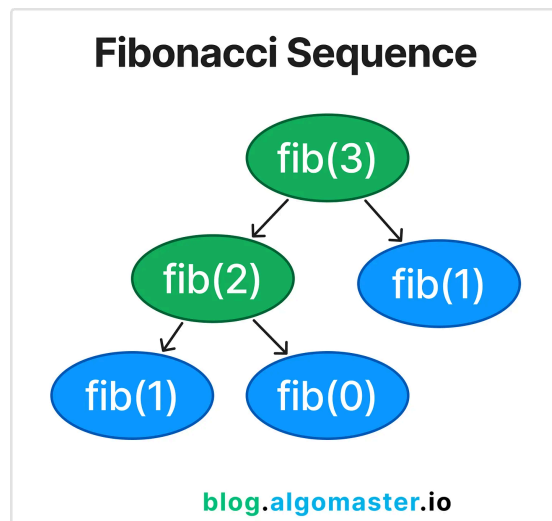 Fibonacci Sequence
fib(3)
fib(2)
fib(1)
fib(1)
fib(0)
blog.algomaster.io